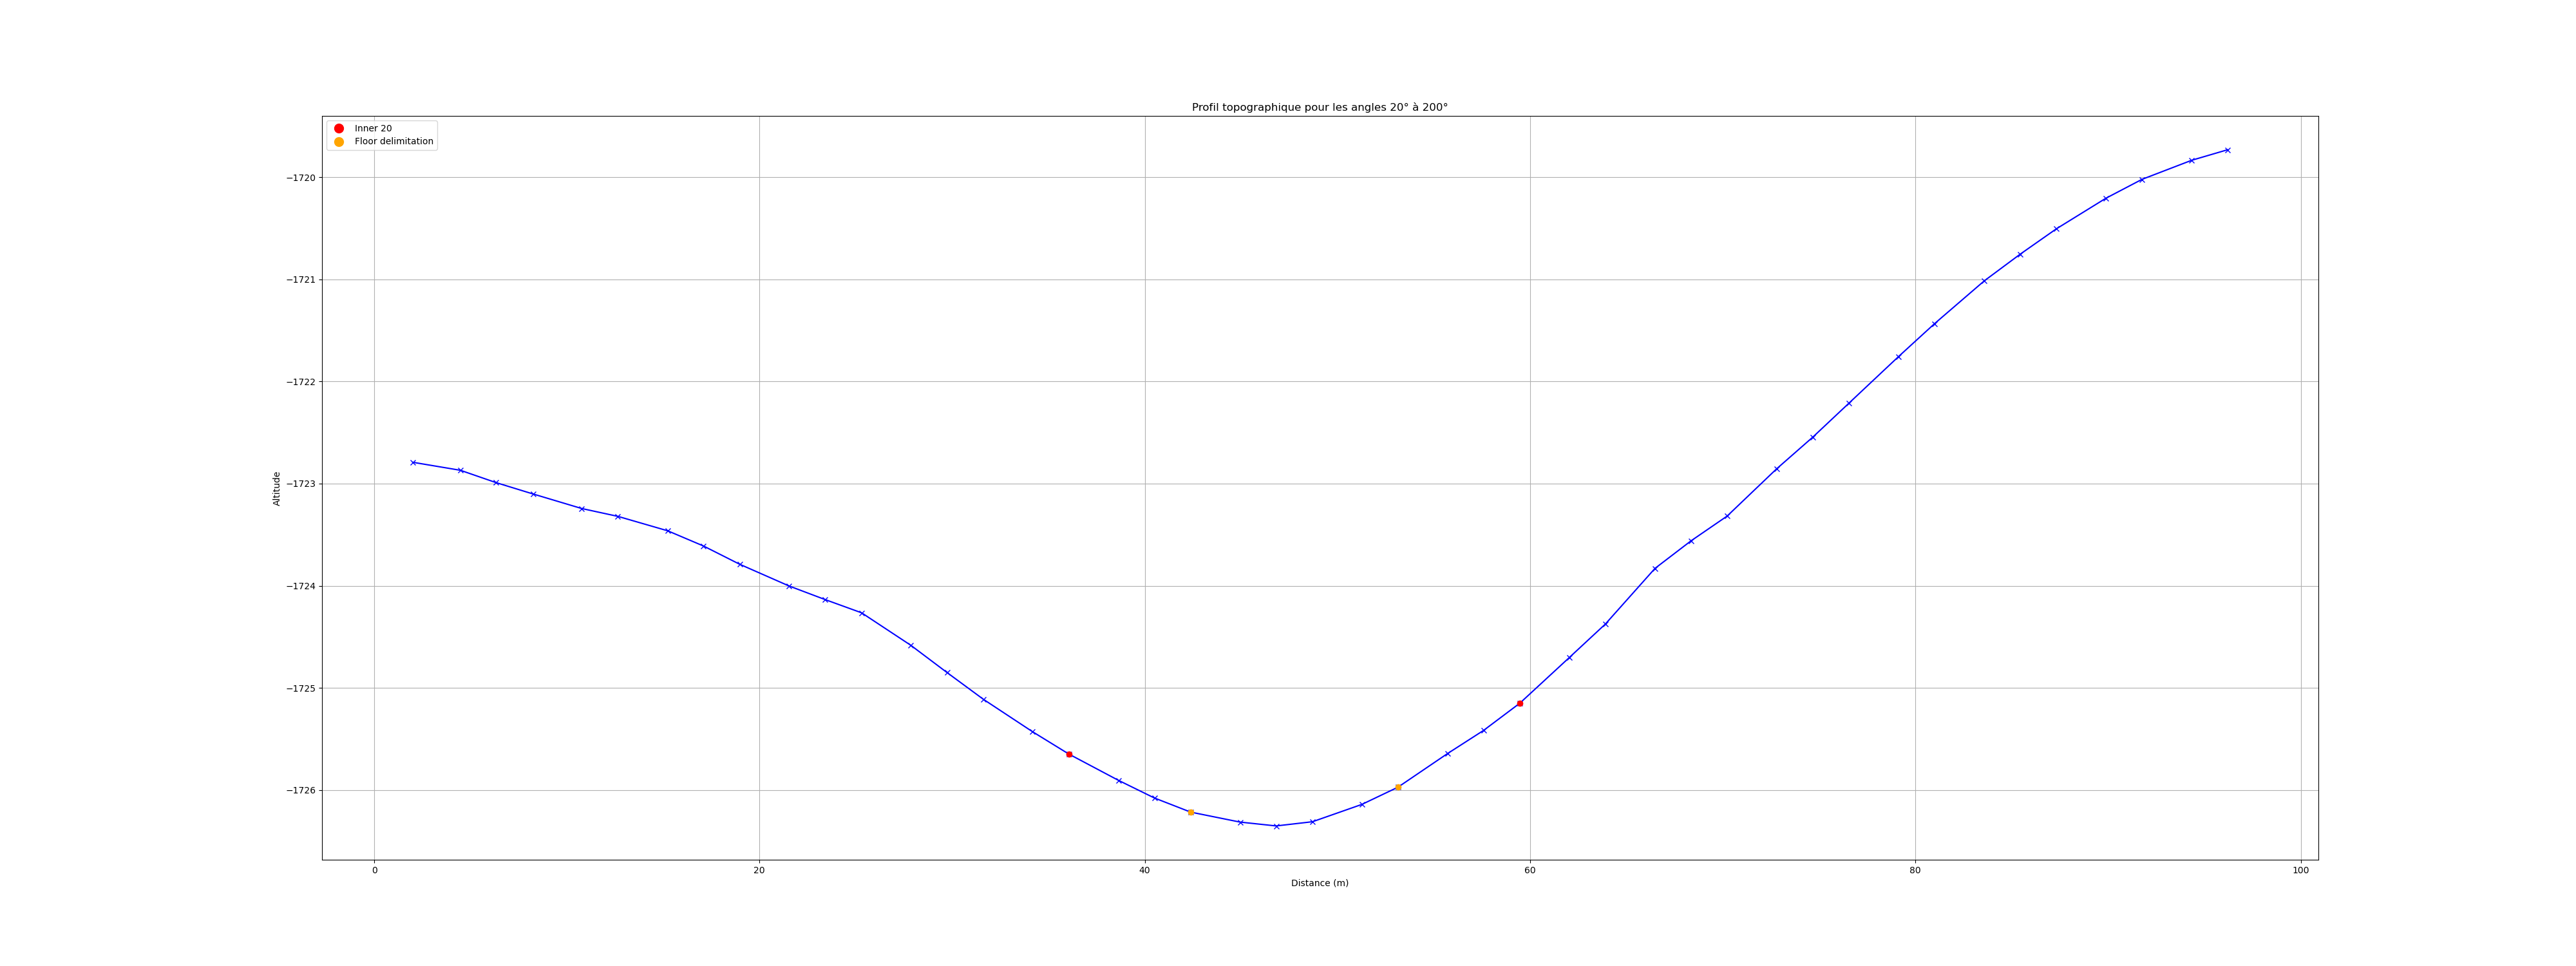 Profil topographique pour les angles 20° à 200°
Inner 20
Floor delimitation
−1720
−1721
−1722
−1723
−1724
−1725
−1726
Altitude
0 20 40 60 80 100
Distance (m)